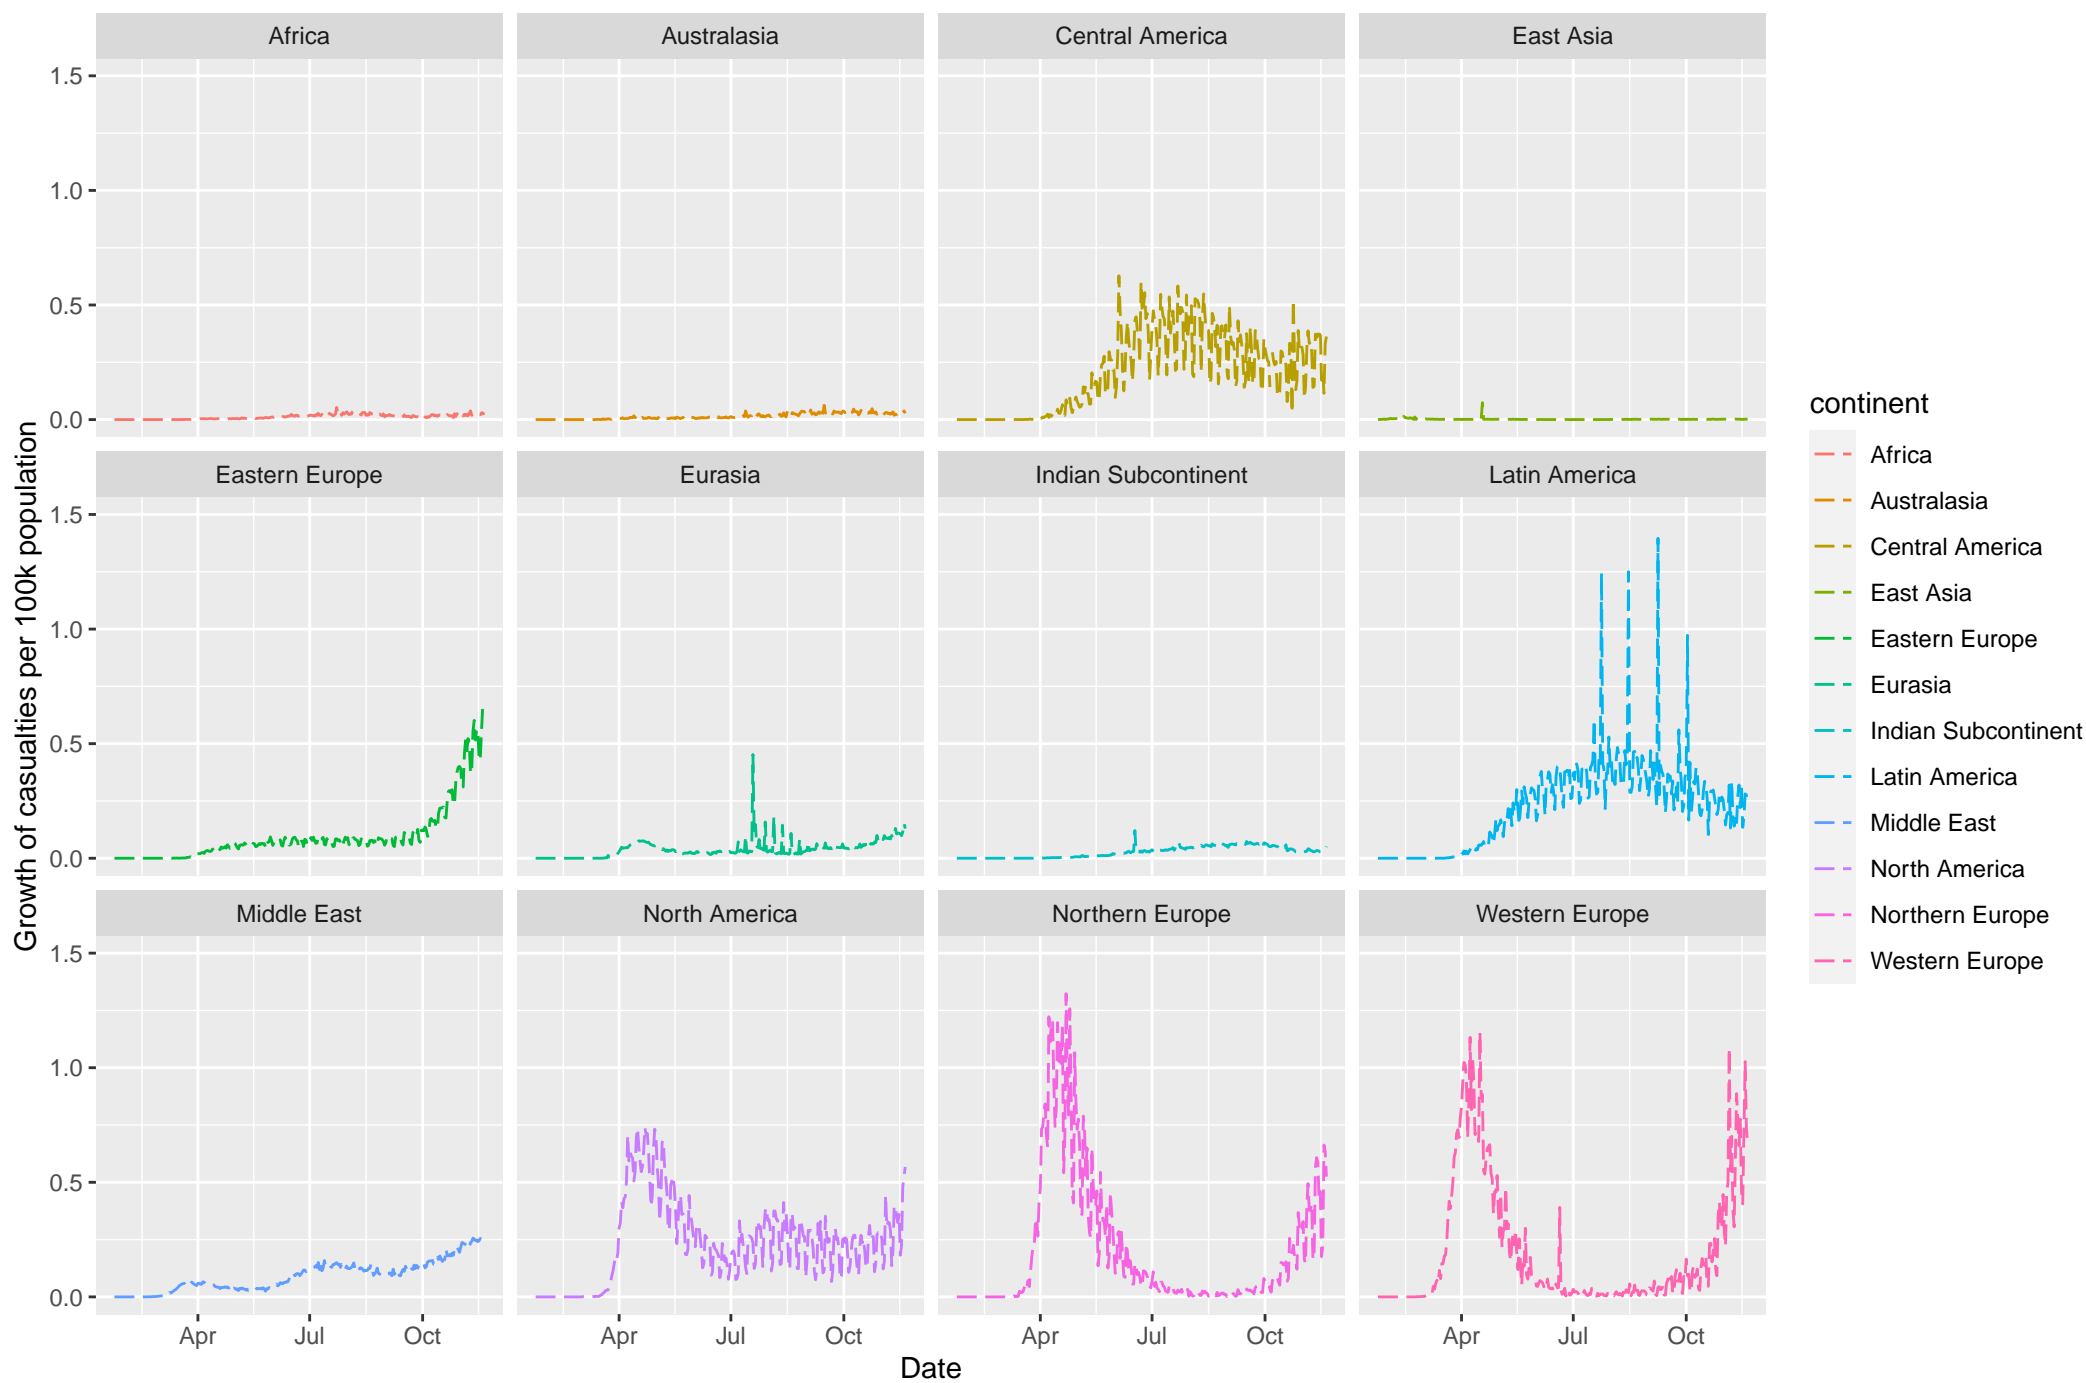 Africa
Australasia
Central America
East Asia
1.5
1.0
0.5
0.0
Eastern Europe
Eurasia
Indian Subcontinent
Latin America
1.5
1.0
0.5
0.0
Middle East
North America
Northern Europe
Western Europe
1.5
1.0
0.5
0.0
Apr Jul Oct
Apr Jul Oct
Apr Jul Oct
Apr Jul Oct
Date
Growth of casualties per 100k population
continent
Africa
Australasia
Central America
East Asia
Eastern Europe
Eurasia
Indian Subcontinent
Latin America
Middle East
North America
Northern Europe
Western Europe